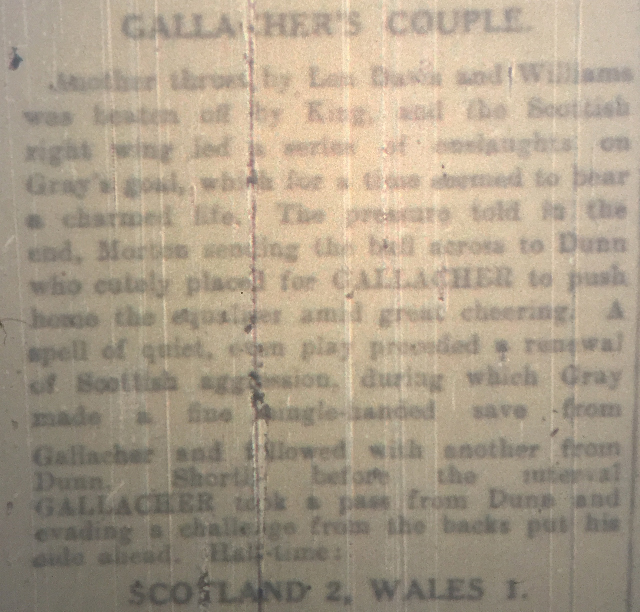 GALLACHER'S COUPLE.
Another thrust by Len Davies and Williams
was beaten off by King, and the Scottish
right wing led a series of onslaughts on
Gray's goal, which for a time seemed to bear
a charmed life. The pressure told in the
end, Morton sending the ball across to Dunn
who cutely placed for GALLACHER to push
home the equaliser amid great cheering. A
spell of quiet, even play preceded a renewal
of Scottish aggression, during which Gray
made a fine single-handed save from
Gallacher and followed with another from
Dunn. Shortly before the interval
GALLACHER took a pass from Dunn and
evading a challenge from the backs put his
side ahead. Half-time:
SCOTLAND 2, WALES 1.